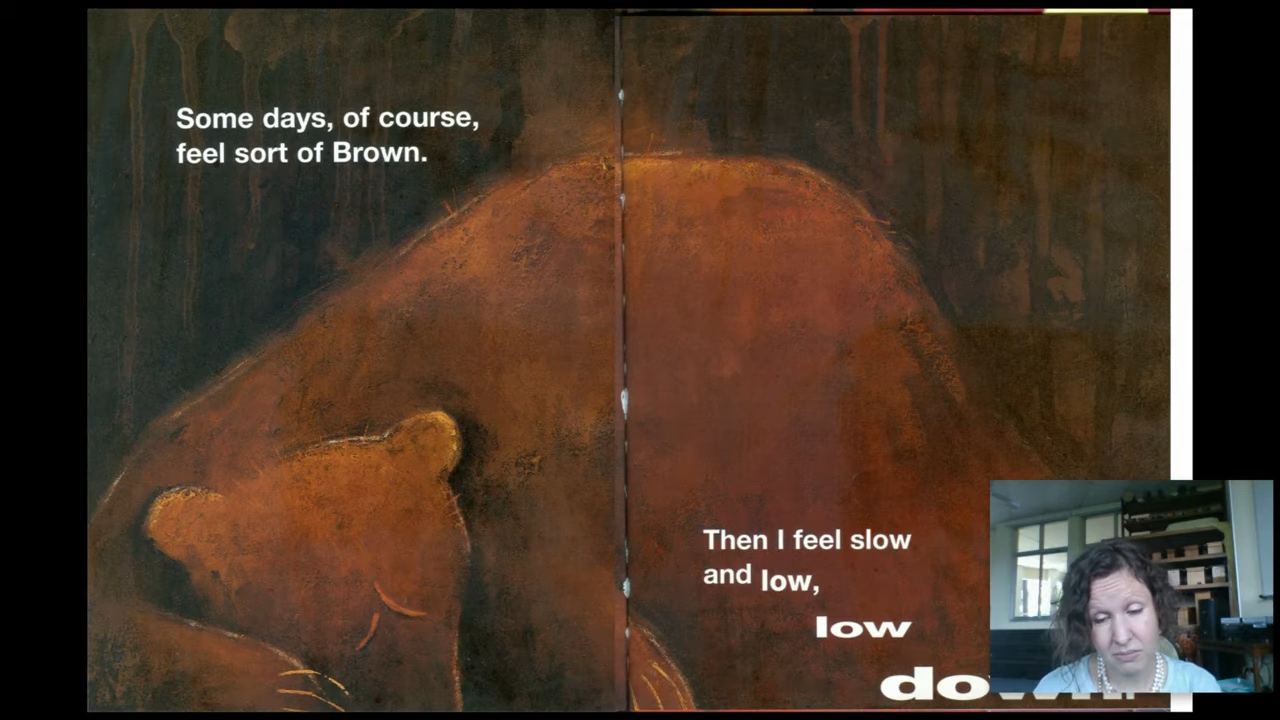 Some days, of course,
feel sort of Brown.
Then I feel slow
and low,
low